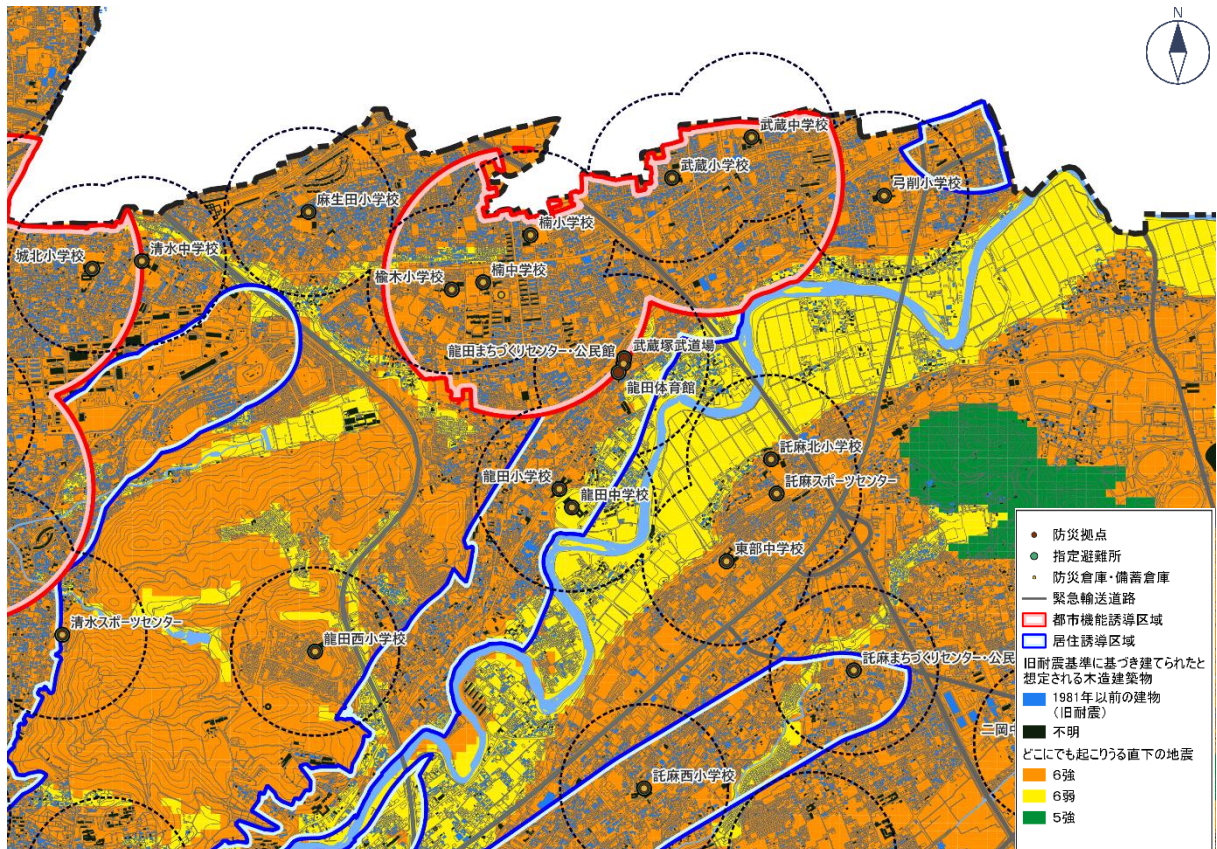 N
武蔵中学校
武蔵小学校
弓削小学校
麻生田小学校
楠小学校
城北小学校
清水中学校
楡木小学校
楠中学校
龍田まちづくりセンター・公民館
武蔵塚武道場
龍田体育館
託麻北小学校
龍田小学校
託麻スポーツセンター
龍田中学校
東部中学校
清水スポーツセンター
龍田西小学校
託麻まちづくりセンター・公民
二岡中
託麻西小学校
防災拠点
指定避難所
防災倉庫・備蓄倉庫
緊急輸送道路
都市機能誘導区域
居住誘導区域
旧耐震基準に基づき建てられたと
想定される木造建築物
1981年以前の建物
(旧耐震)
不明
どこにでも起こりうる直下の地震
6強
6弱
5強